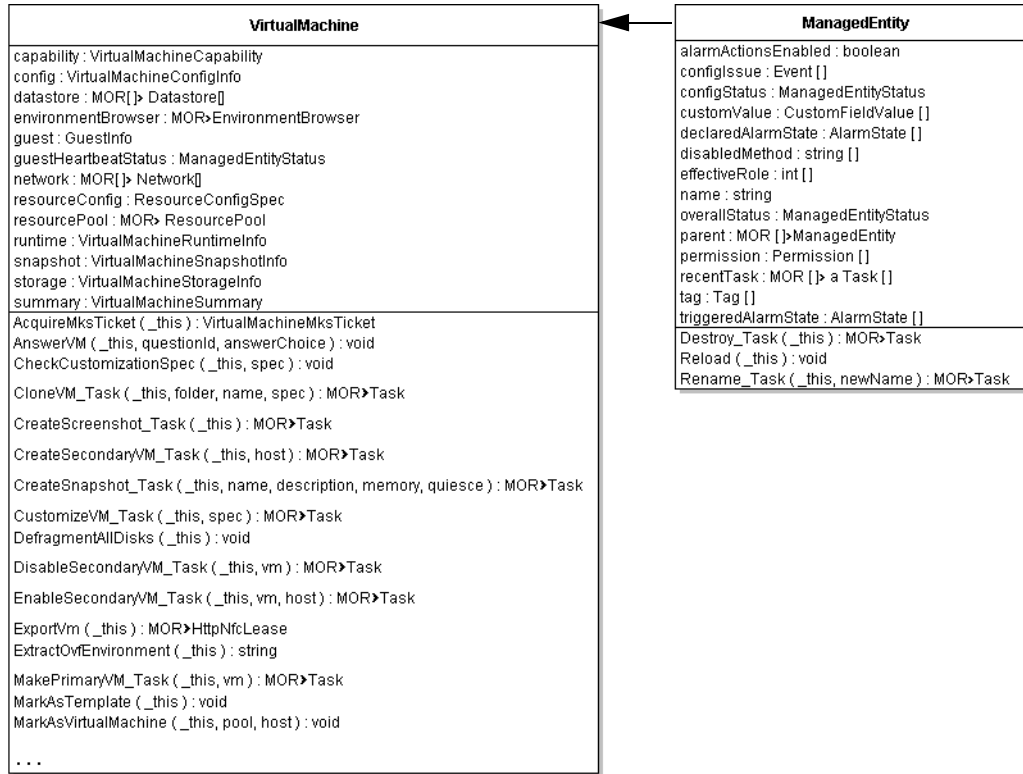 VirtualMachine
capability : VirtualMachineCapability
config : VirtualMachineConfigInfo
datastore : MOR[]> Datastore[]
environmentBrowser : MOR>EnvironmentBrowser
guest : GuestInfo
guestHeartbeatStatus : ManagedEntityStatus
network : MOR[]> Network[]
resourceConfig : ResourceConfigSpec
resourcePool : MOR> ResourcePool
runtime : VirtualMachineRuntimeInfo
snapshot : VirtualMachineSnapshotInfo
storage : VirtualMachineStorageInfo
summary : VirtualMachineSummary
AcquireMksTicket ( _this ) : VirtualMachineMksTicket
AnswerVM ( _this, questionId, answerChoice ) : void
CheckCustomizationSpec ( _this, spec ) : void
CloneVM_Task ( _this, folder, name, spec ) : MOR>Task
CreateScreenshot_Task ( _this ) : MOR>Task
CreateSecondaryVM_Task ( _this, host ) : MOR>Task
CreateSnapshot_Task ( _this, name, description, memory, quiesce ) : MOR>Task
CustomizeVM_Task ( _this, spec ) : MOR>Task
DefragmentAllDisks ( _this ) : void
DisableSecondaryVM_Task ( _this, vm ) : MOR>Task
EnableSecondaryVM_Task ( _this, vm, host ) : MOR>Task
ExportVm ( _this ) : MOR>HttpNfcLease
ExtractOvfEnvironment ( _this ) : string
MakePrimaryVM_Task ( _this, vm ) : MOR>Task
MarkAsTemplate ( _this ) : void
MarkAsVirtualMachine ( _this, pool, host ) : void
. . .
ManagedEntity
alarmActionsEnabled : boolean
configIssue : Event [ ]
configStatus : ManagedEntityStatus
customValue : CustomFieldValue [ ]
declaredAlarmState : AlarmState [ ]
disabledMethod : string [ ]
effectiveRole : int [ ]
name : string
overallStatus : ManagedEntityStatus
parent : MOR [ ]>ManagedEntity
permission : Permission [ ]
recentTask : MOR [ ]> a Task [ ]
tag : Tag [ ]
triggeredAlarmState : AlarmState [ ]
Destroy_Task ( _this ) : MOR>Task
Reload ( _this ) : void
Rename_Task ( _this, newName ) : MOR>Task